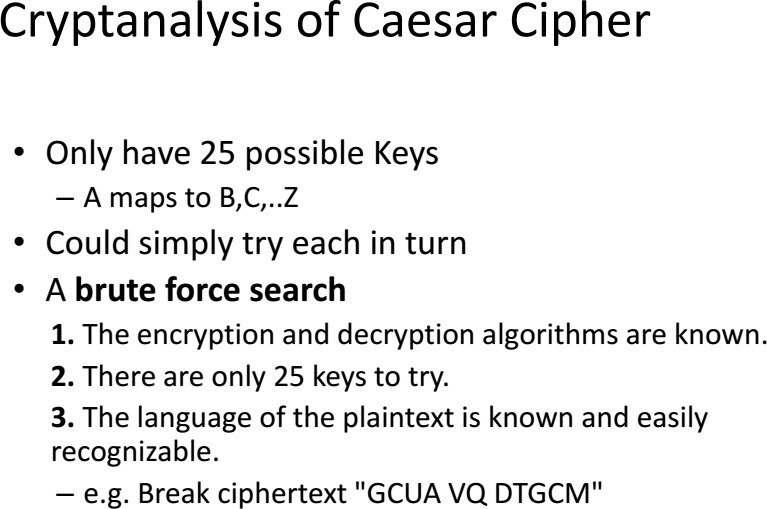 Cryptanalysis of Caesar Cipher
• Only have 25 possible Keys
– A maps to B,C,..Z
• Could simply try each in turn
• A brute force search
1. The encryption and decryption algorithms are known.
2. There are only 25 keys to try.
3. The language of the plaintext is known and easily
recognizable.
– e.g. Break ciphertext "GCUA VQ DTGCM"